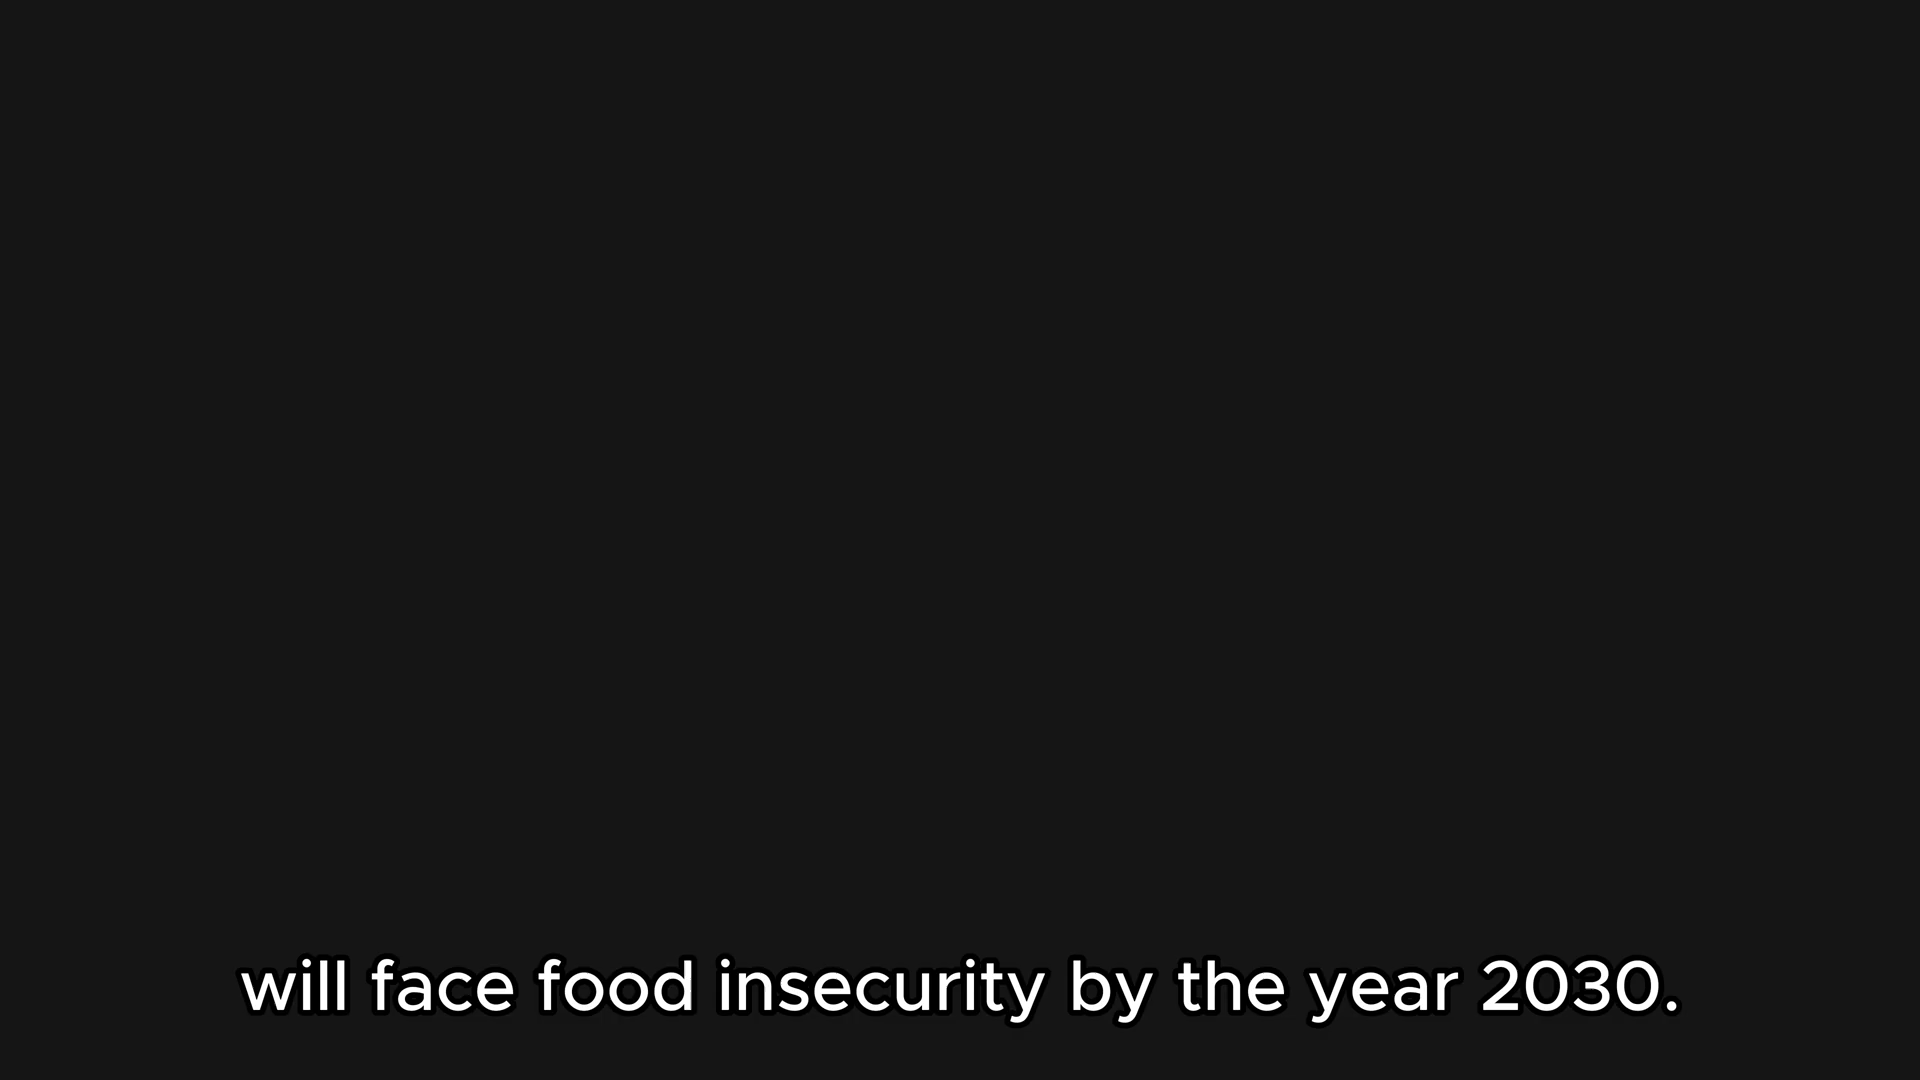 will face food insecurity by the year 2030.